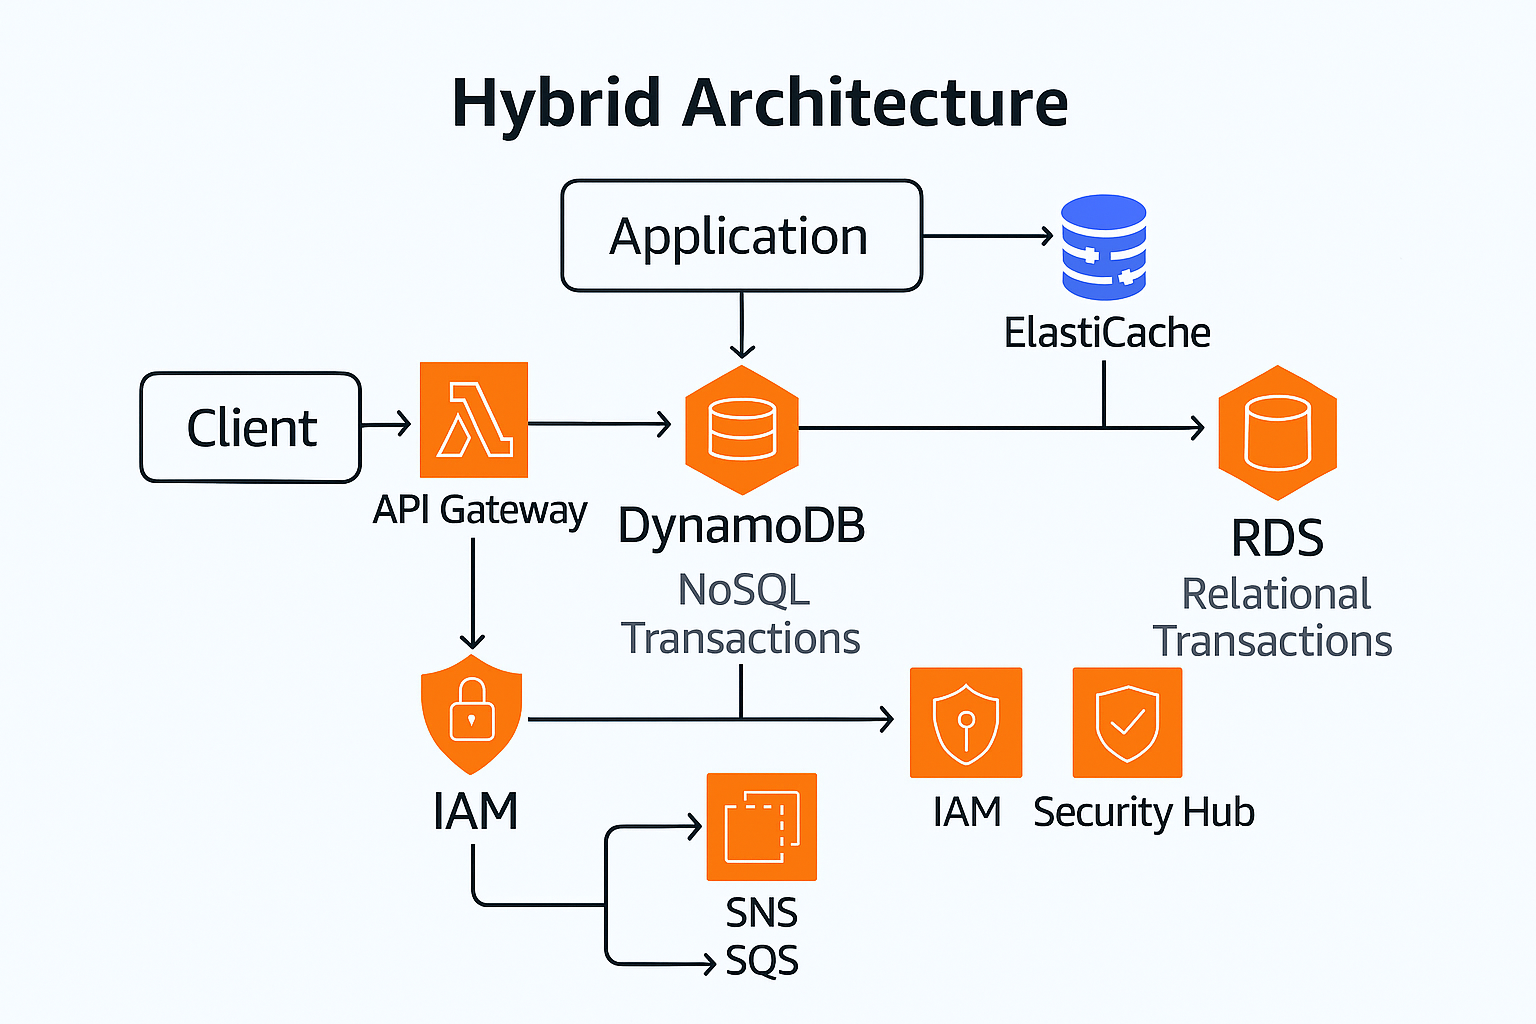 Hybrid Architecture
Application
ElastiCache
Client
API Gateway
DynamoDB
NoSQL
Transactions
RDS
Relational
Transactions
IAM
IAM
Security Hub
SNS
SQS